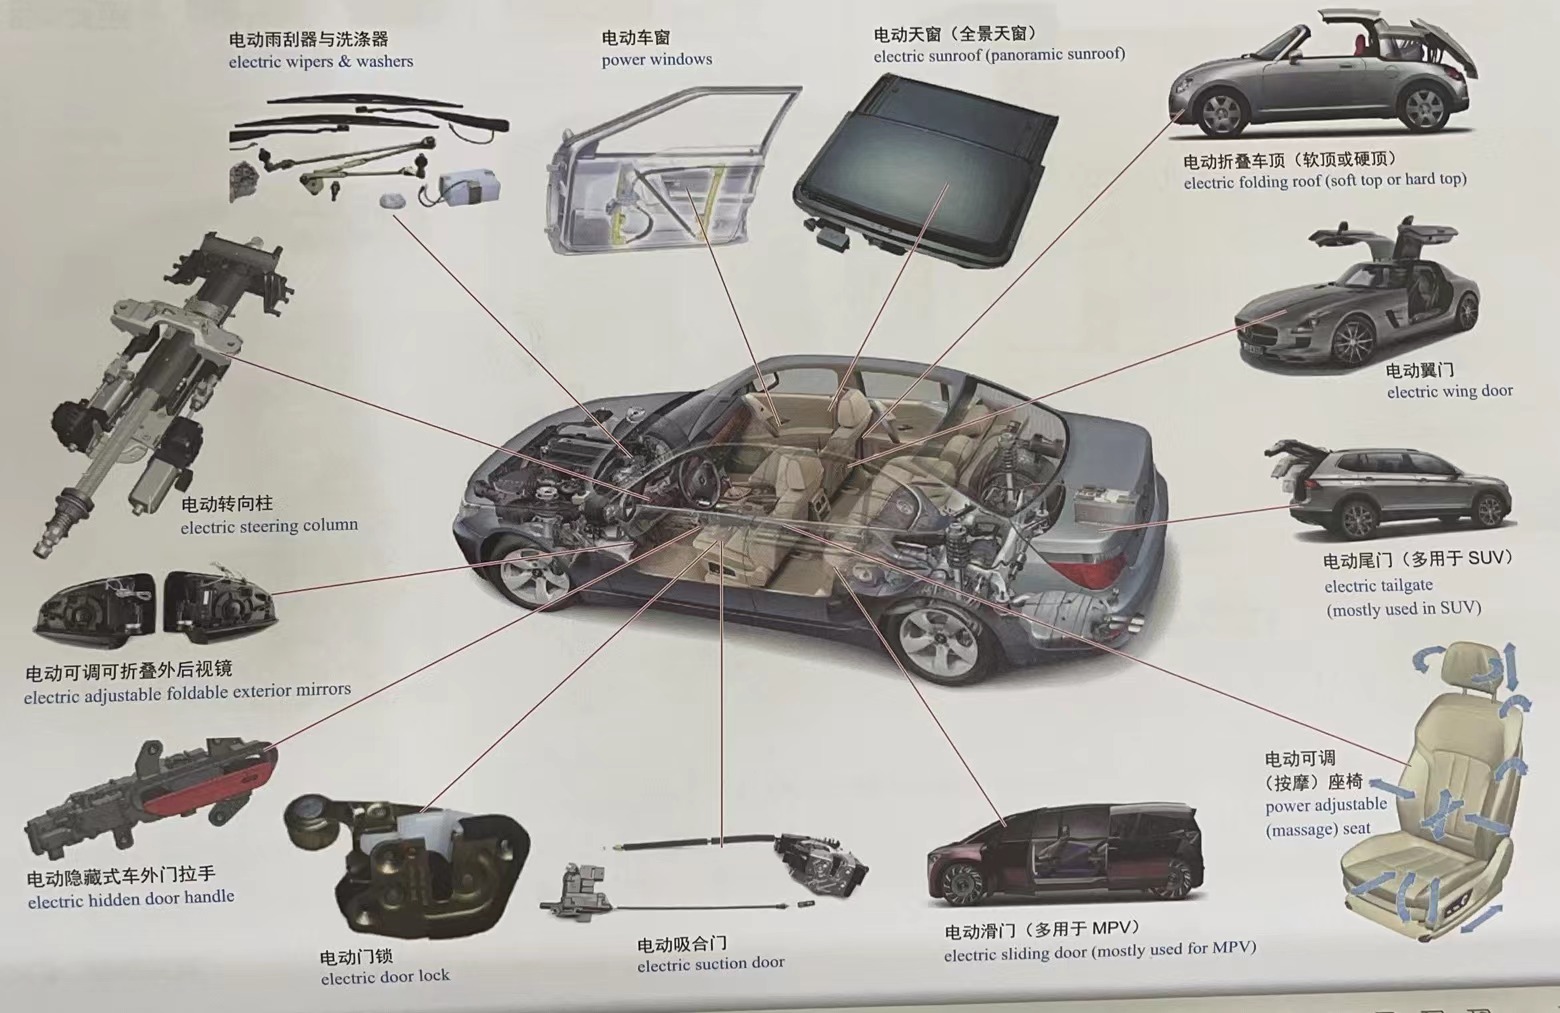 电动雨刮器与洗涤器
electric wipers & washers
电动车窗
power windows
电动天窗（全景天窗）
electric sunroof (panoramic sunroof)
电动折叠车顶（软顶或硬顶）
electric folding roof (soft top or hard top)
电动翼门
electric wing door
电动转向柱
electric steering column
电动尾门（多用于 SUV）
electric tailgate
(mostly used in SUV)
电动可调可折叠外后视镜
electric adjustable foldable exterior mirrors
电动可调
（按摩）座椅
power adjustable
(massage) seat
电动隐藏式车外门拉手
electric hidden door handle
电动门锁
electric door lock
电动吸合门
electric suction door
电动滑门（多用于 MPV）
electric sliding door (mostly used for MPV)